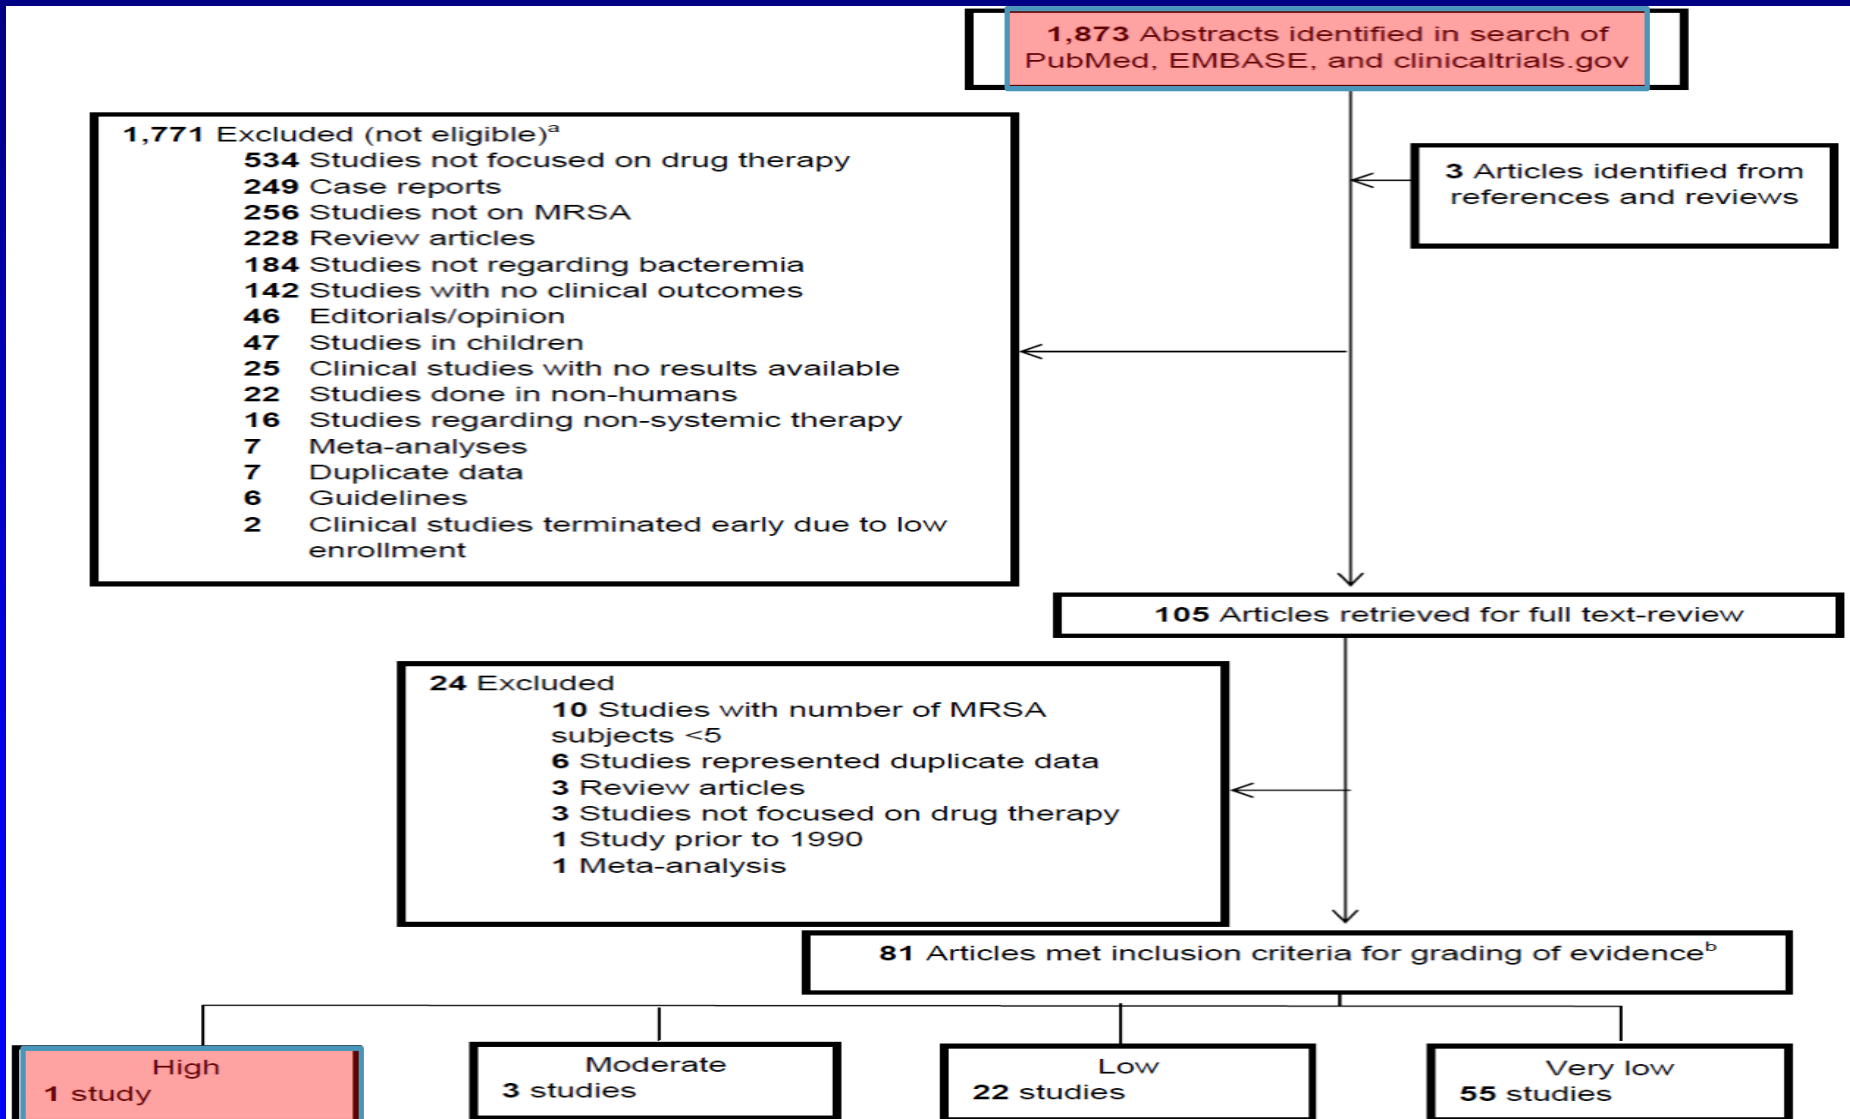 1,873 Abstracts identified in search of
PubMed, EMBASE, and clinicaltrials.gov
3 Articles identified from
references and reviews
1,771 Excluded (not eligible)ᵃ
534 Studies not focused on drug therapy
249 Case reports
256 Studies not on MRSA
228 Review articles
184 Studies not regarding bacteremia
142 Studies with no clinical outcomes
46 Editorials/opinion
47 Studies in children
25 Clinical studies with no results available
22 Studies done in non-humans
16 Studies regarding non-systemic therapy
7 Meta-analyses
7 Duplicate data
6 Guidelines
2 Clinical studies terminated early due to low
enrollment
105 Articles retrieved for full text-review
24 Excluded
10 Studies with number of MRSA
subjects <5
6 Studies represented duplicate data
3 Review articles
3 Studies not focused on drug therapy
1 Study prior to 1990
1 Meta-analysis
81 Articles met inclusion criteria for grading of evidenceᵇ
High
1 study
Moderate
3 studies
Low
22 studies
Very low
55 studies